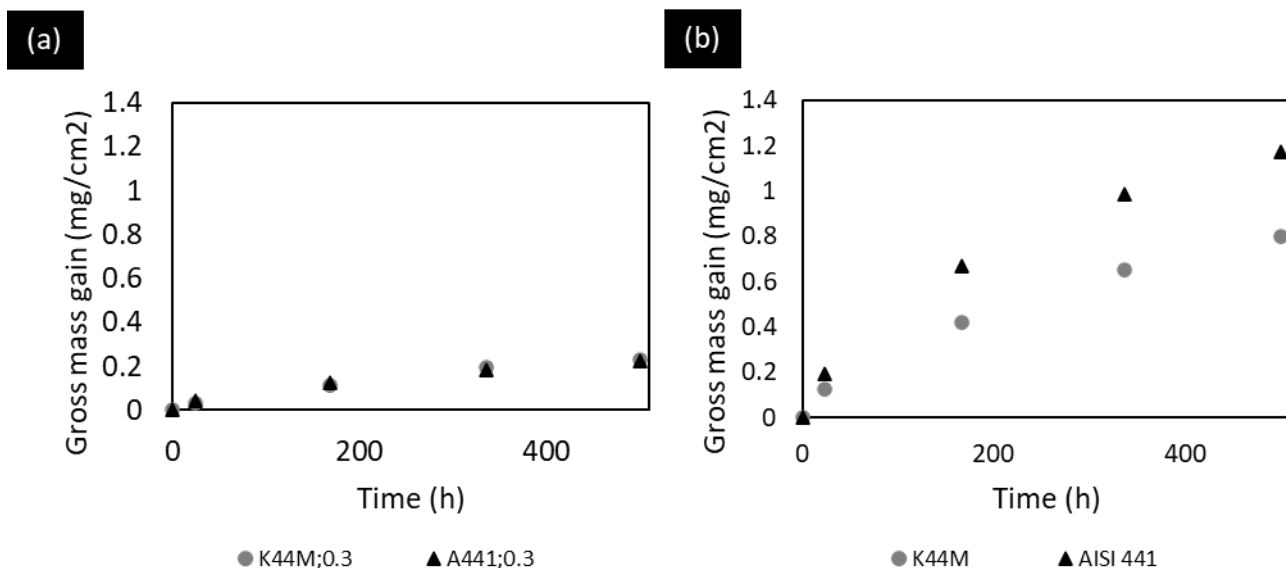 (a)
Gross mass gain (mg/cm2)
1.4
1.2
1
0.8
0.6
0.4
0.2
0
0 200 400
Time (h)
K44M;0.3 A441;0.3
(b)
Gross mass gain (mg/cm2)
1.4
1.2
1
0.8
0.6
0.4
0.2
0
0 200 400
Time (h)
K44M AISI 441